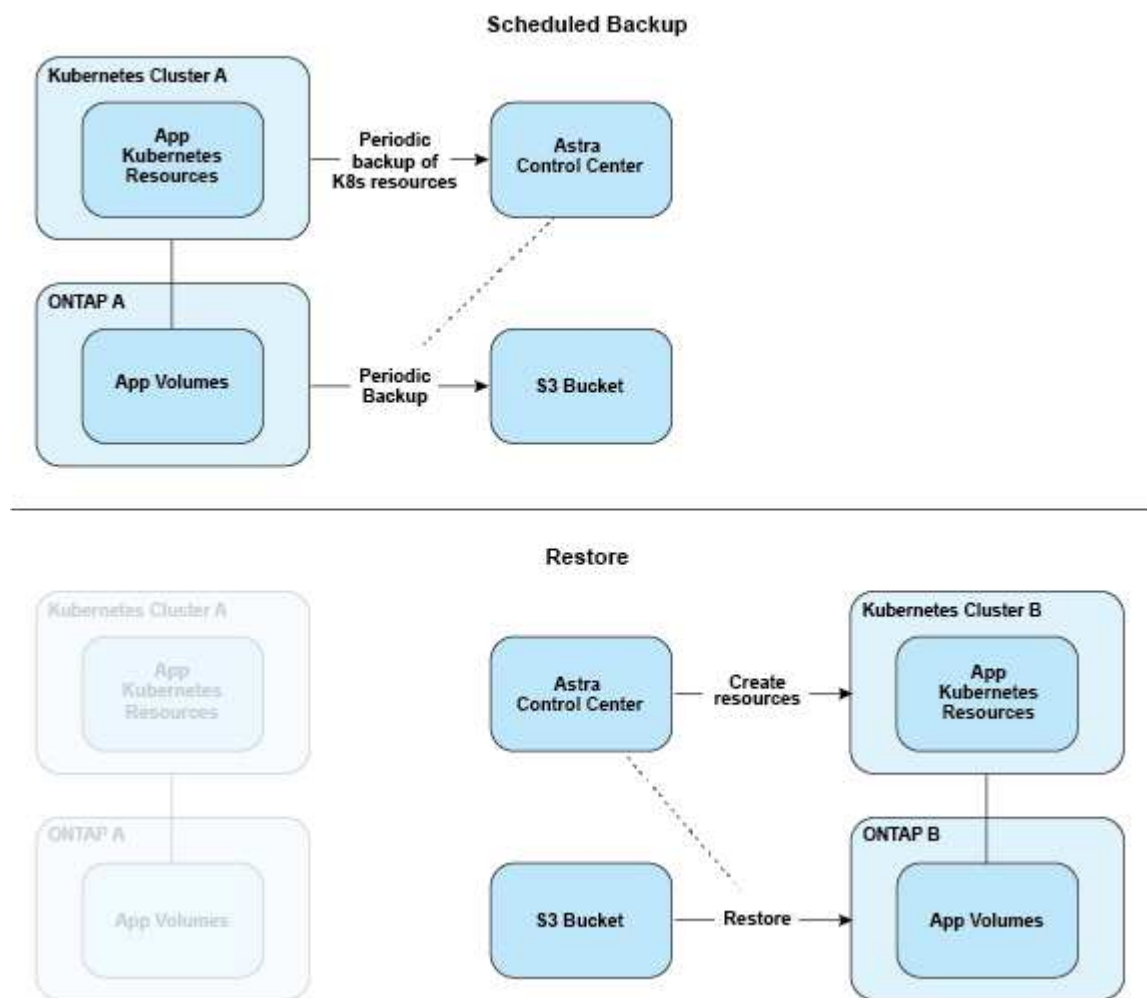 Scheduled Backup
Kubernetes Cluster A
App
Kubernetes
Resources
Periodic
backup of
K8s resources
Astra
Control Center
ONTAP A
App Volumes
Periodic
Backup
S3 Bucket
Restore
Kubernetes Cluster A
App
Kubernetes
Resources
Astra
Control Center
Create
resources
Kubernetes Cluster B
App
Kubernetes
Resources
ONTAP A
App Volumes
S3 Bucket
Restore
ONTAP B
App Volumes